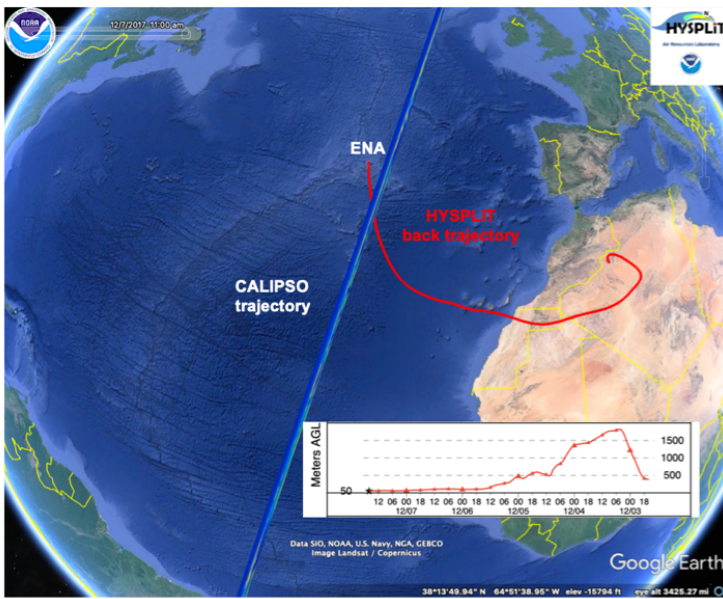 NOAA
12/7/2017 11:00 am
N
HYSPLIT
Air Resources Laboratory
NOAA
ENA
HYSPLIT
back trajectory
CALIPSO
trajectory
Meters AGL
1500
1000
500
50
12 06 00 18 12 06 00 18 12 06 00 18 12 06 00 18 12 06 00 18
12/07 12/06 12/05 12/04 12/03
Data SIO, NOAA, U.S. Navy, NGA, GEBCO
Image Landsat / Copernicus
Google Earth
38°13'49.94" N 64°51'38.95" W elev -15794 ft eye alt 3425.27 mi